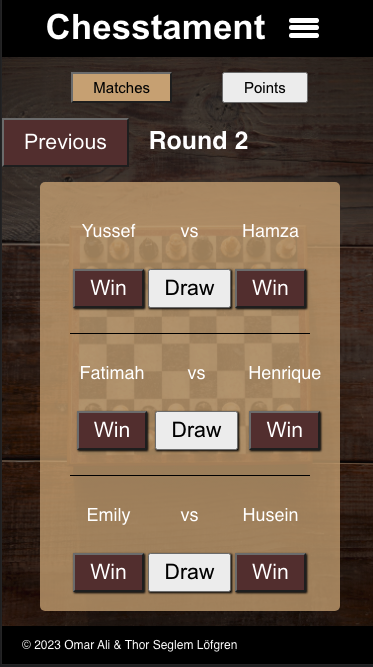 Chesstament
Matches Points
Previous Round 2
Yussef vs Hamza
Win Draw Win
Fatimah vs Henrique
Win Draw Win
Emily vs Husein
Win Draw Win
© 2023 Omar Ali & Thor Seglem Löfgren